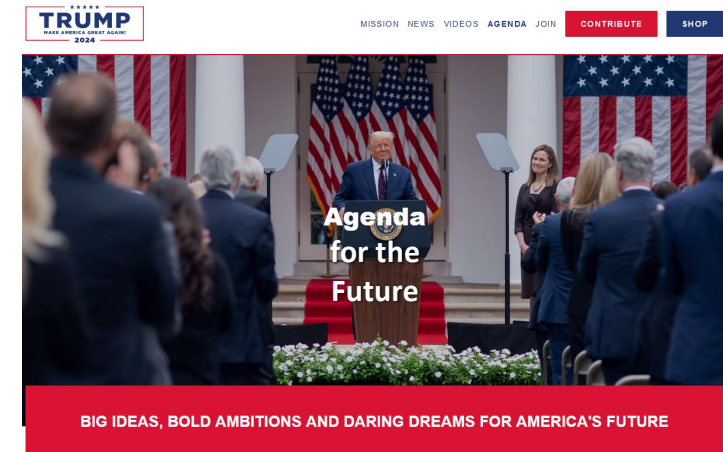 TRUMP
MAKE AMERICA GREAT AGAIN!
2024
MISSION NEWS VIDEOS AGENDA JOIN CONTRIBUTE SHOP
Agenda
for the
Future
BIG IDEAS, BOLD AMBITIONS AND DARING DREAMS FOR AMERICA'S FUTURE